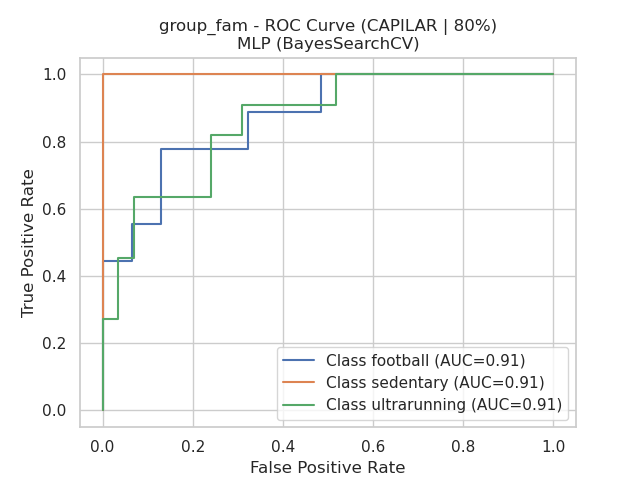 group_fam - ROC Curve (CAPILAR | 80%)
MLP (BayesSearchCV)
True Positive Rate
1.0
0.8
0.6
0.4
0.2
0.0
Class football (AUC=0.91)
Class sedentary (AUC=0.91)
Class ultrarunning (AUC=0.91)
0.0 0.2 0.4 0.6 0.8 1.0
False Positive Rate